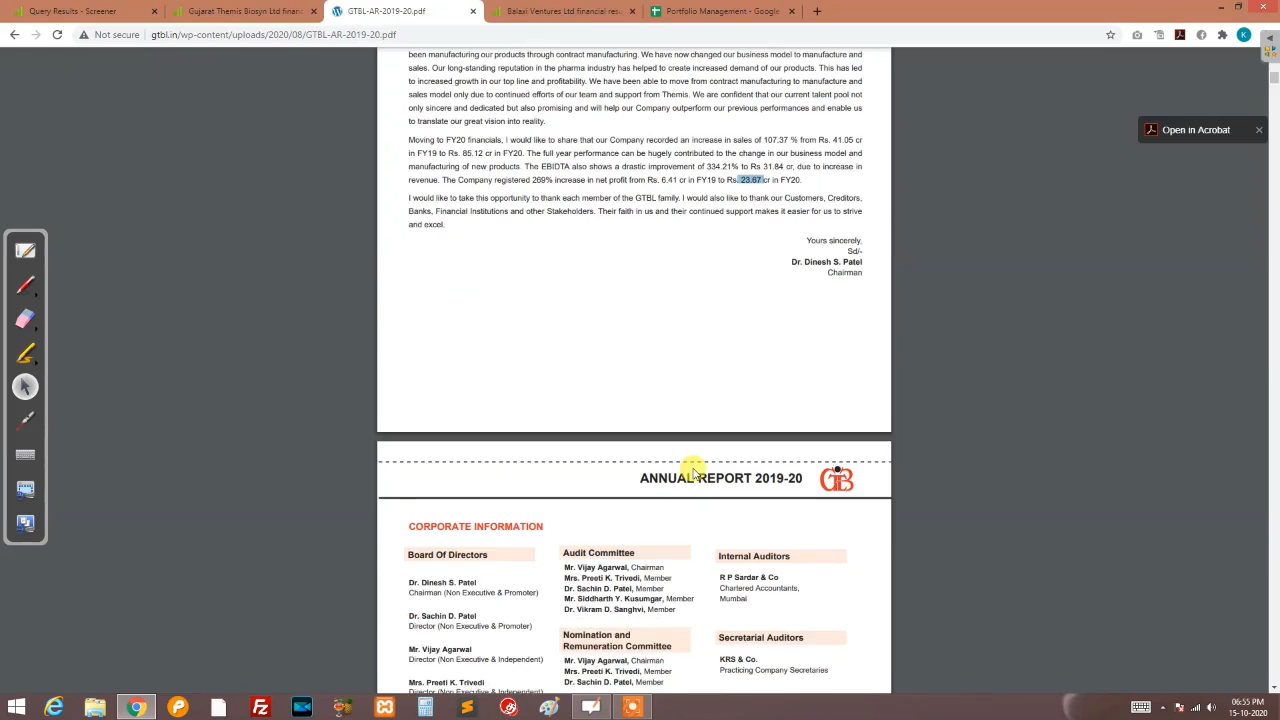 Query Results - Screener
Gujarat Themis Biosyn Ltd financ
GTBL-AR-2019-20.pdf
Balaxi Ventures Ltd financial res
Portfolio Management - Google
Not secure
gtbl.in/wp-content/uploads/2020/08/GTBL-AR-2019-20.pdf
K
Open in Acrobat
been manufacturing our products through contract manufacturing. We have now changed our business model to manufacture and
sales. Our long-standing reputation in the pharma industry has helped to create increased demand of our products. This has led
to increased growth in our top line and profitability. We have been able to move from contract manufacturing to manufacture and
sales model only due to continued efforts of our team and support from Themis. We are confident that our current talent pool not
only sincere and dedicated but also promising and will help our Company outperform our previous performances and enable us
to translate our great vision into reality.
Moving to FY20 financials, I would like to share that our Company recorded an increase in sales of 107.37 % from Rs. 41.05 cr
in FY19 to Rs. 85.12 cr in FY20. The full year performance can be hugely contributed to the change in our business model and
manufacturing of new products. The EBIDTA also shows a drastic improvement of 334.21% to Rs 31.84 cr, due to increase in
revenue. The Company registered 269% increase in net profit from Rs. 6.41 cr in FY19 to Rs. 23.67 cr in FY20.
I would like to take this opportunity to thank each member of the GTBL family. I would also like to thank our Customers, Creditors,
Banks, Financial Institutions and other Stakeholders. Their faith in us and their continued support makes it easier for us to strive
and excel.
Yours sincerely,
Sd/-
Dr. Dinesh S. Patel
Chairman
ANNUAL REPORT 2019-20
GTB
CORPORATE INFORMATION
Board Of Directors
Dr. Dinesh S. Patel
Chairman (Non Executive & Promoter)
Dr. Sachin D. Patel
Director (Non Executive & Promoter)
Mr. Vijay Agarwal
Director (Non Executive & Independent)
Mrs. Preeti K. Trivedi
Director (Non Executive & Independent)
Audit Committee
Mr. Vijay Agarwal, Chairman
Mrs. Preeti K. Trivedi, Member
Dr. Sachin D. Patel, Member
Mr. Siddharth Y. Kusumgar, Member
Dr. Vikram D. Sanghvi, Member
Nomination and
Remuneration Committee
Mr. Vijay Agarwal, Chairman
Mrs. Preeti K. Trivedi, Member
Dr. Sachin D. Patel, Member
Internal Auditors
R P Sardar & Co
Chartered Accountants,
Mumbai
Secretarial Auditors
KRS & Co.
Practicing Company Secretaries
06:55 PM
15-10-2020